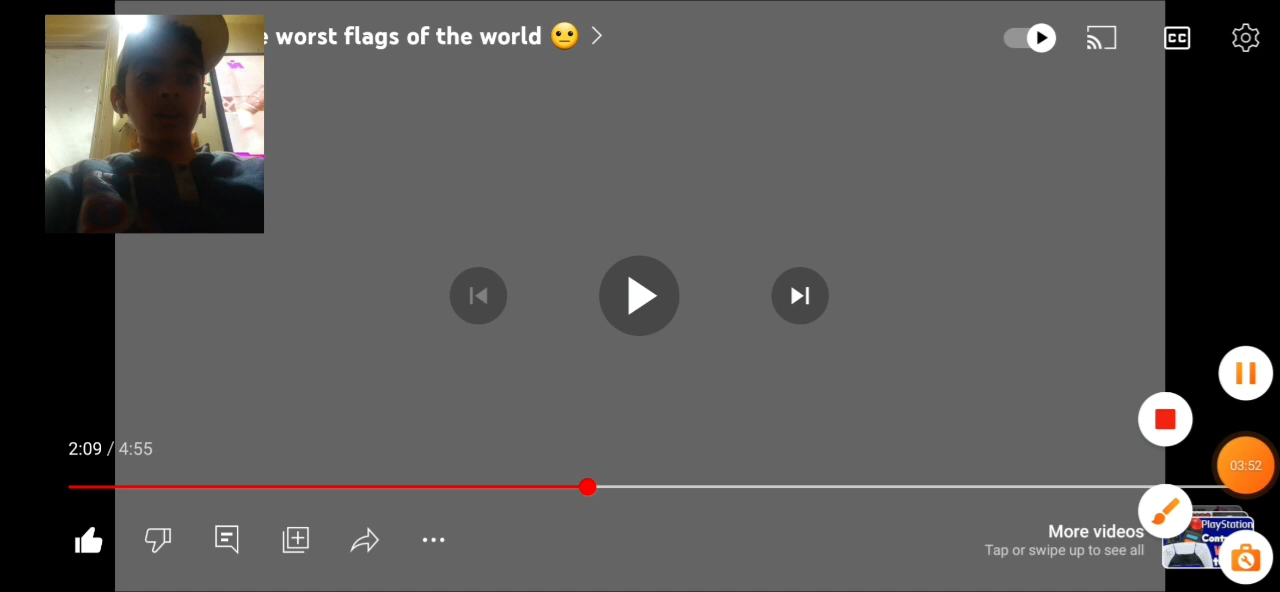 e worst flags of the world 😐
CC
2:09 / 4:55
03:52
More videos
Tap or swipe up to see all
PlayStation